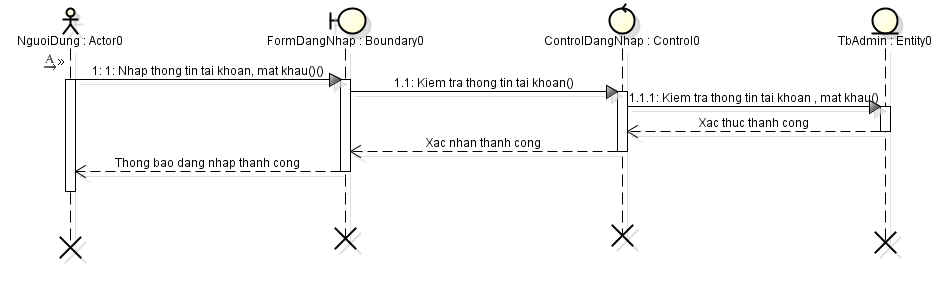 NguoiDung : Actor0
FormDangNhap : Boundary0
ControlDangNhap : Control0
TbAdmin : Entity0
A »
1: 1: Nhap thong tin tai khoan, mat khau()()
1.1: Kiem tra thong tin tai khoan()
1.1.1: Kiem tra thong tin tai khoan , mat khau()
Xac thuc thanh cong
Xac nhan thanh cong
Thong bao dang nhap thanh cong